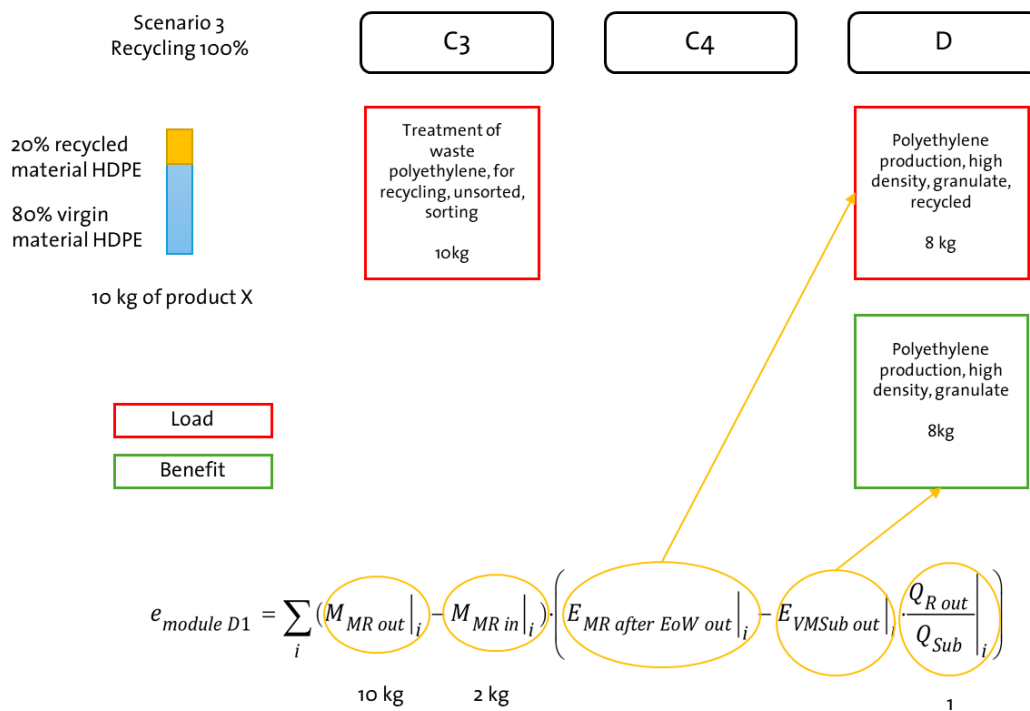 Scenario 3
Recycling 100%
C3
C4
D
20% recycled
material HDPE
80% virgin
material HDPE
10 kg of product X
Treatment of
waste
polyethylene, for
recycling, unsorted,
sorting
10kg
Polyethylene
production, high
density, granulate,
recycled
8 kg
Polyethylene
production, high
density, granulate
8kg
Load
Benefit
e module D1 = ∑ i (M MR out |i − M MR in |i) · (E MR after EoW out |i − E VMSub out |i · Q R out / Q Sub |i)
10 kg
2 kg
1